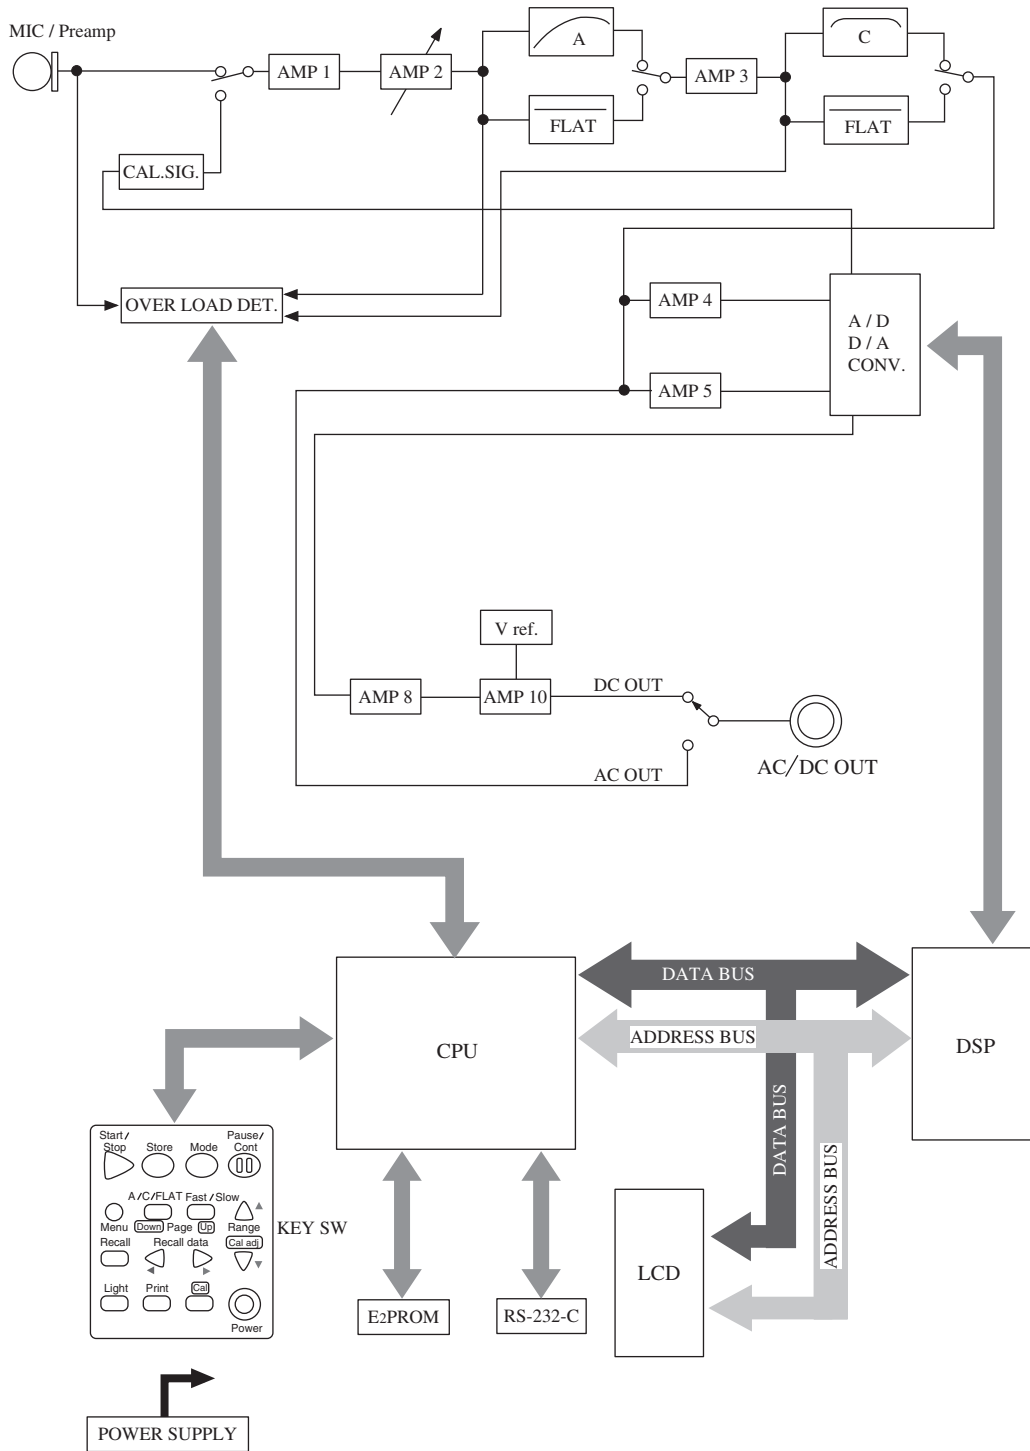 MIC / Preamp
AMP 1
AMP 2
A
FLAT
AMP 3
C
FLAT
CAL.SIG.
OVER LOAD DET.
AMP 4
AMP 5
A / D
D / A
CONV.
V ref.
AMP 8
AMP 10
DC OUT
AC OUT
AC/DC OUT
CPU
DATA BUS
ADDRESS BUS
DSP
DATA BUS
ADDRESS BUS
LCD
Start/
Stop
Store
Mode
Pause/
Cont
A/C/FLAT
Fast/Slow
Menu
Down
Page
Up
Range
Recall
Recall data
Cal adj
Light
Print
Cal
Power
KEY SW
E2PROM
RS-232-C
POWER SUPPLY